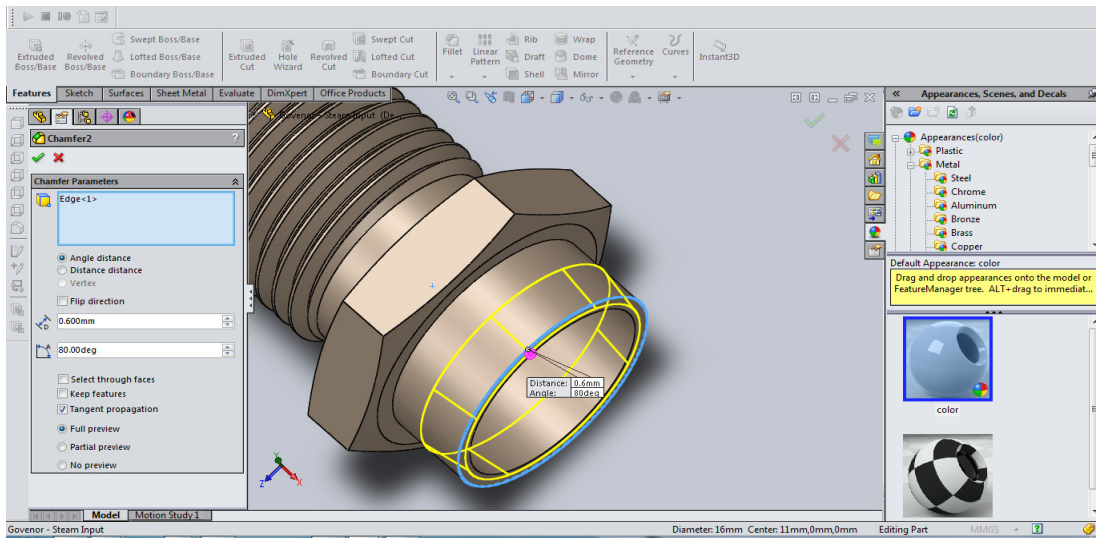 Extruded Boss/Base
Revolved Boss/Base
Swept Boss/Base
Lofted Boss/Base
Boundary Boss/Base
Extruded Cut
Hole Wizard
Revolved Cut
Swept Cut
Lofted Cut
Boundary Cut
Fillet
Linear Pattern
Rib
Draft
Shell
Wrap
Dome
Mirror
Reference Geometry
Curves
Instant3D
Features Sketch Surfaces Sheet Metal Evaluate DimXpert Office Products
Govenor - Steam Input (De...
Chamfer2 ?
Chamfer Parameters
Edge<1>
Angle distance
Distance distance
Vertex
Flip direction
0.600mm
80.00deg
Select through faces
Keep features
Tangent propagation
Full preview
Partial preview
No preview
Distance: 0.6mm
Angle: 80deg
Y
Z X
Appearances, Scenes, and Decals
Appearances(color)
Plastic
Metal
Steel
Chrome
Aluminum
Bronze
Brass
Copper
Default Appearance: color
Drag and drop appearances onto the model or
FeatureManager tree. ALT+drag to immediat...
color
Model Motion Study 1
Govenor - Steam Input Diameter: 16mm Center: 11mm,0mm,0mm Editing Part MMGS ?